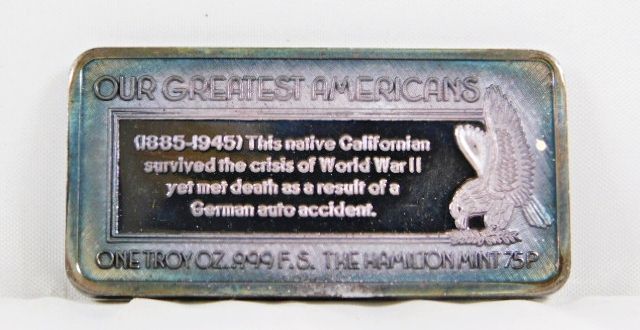 OUR GREATEST AMERICANS
(1885-1945) This native Californian
survived the crisis of World War II
yet met death as a result of a
German auto accident.
ONE TROY OZ. .999 F. S. THE HAMILTON MINT 75P